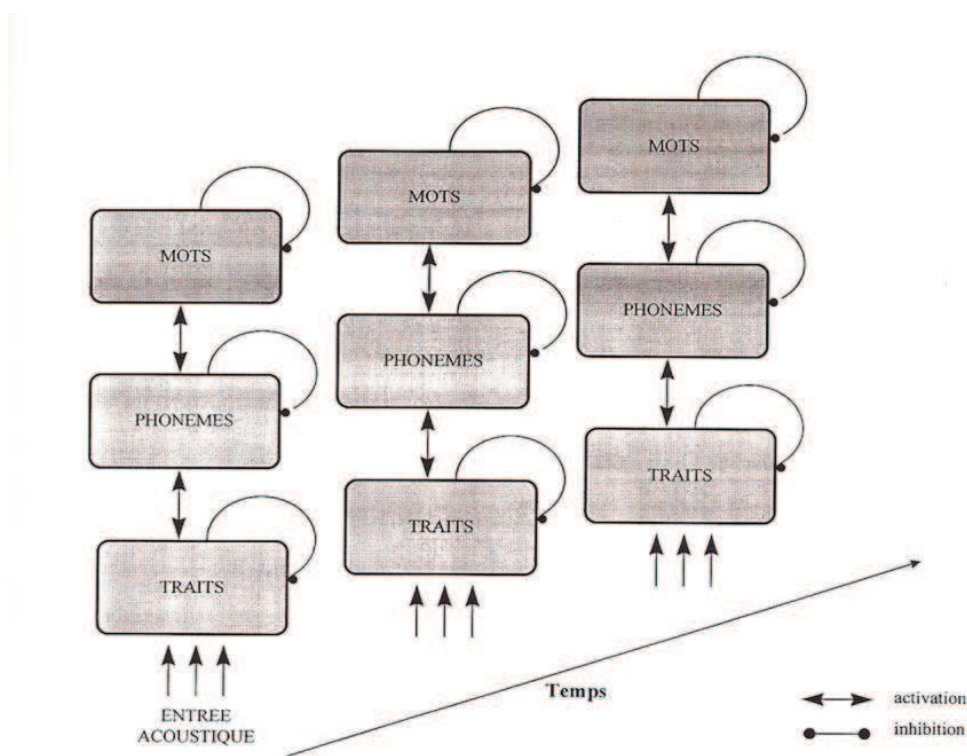 MOTS
PHONEMES
TRAITS
ENTREE
ACOUSTIQUE
MOTS
PHONEMES
TRAITS
MOTS
PHONEMES
TRAITS
Temps
activation
inhibition